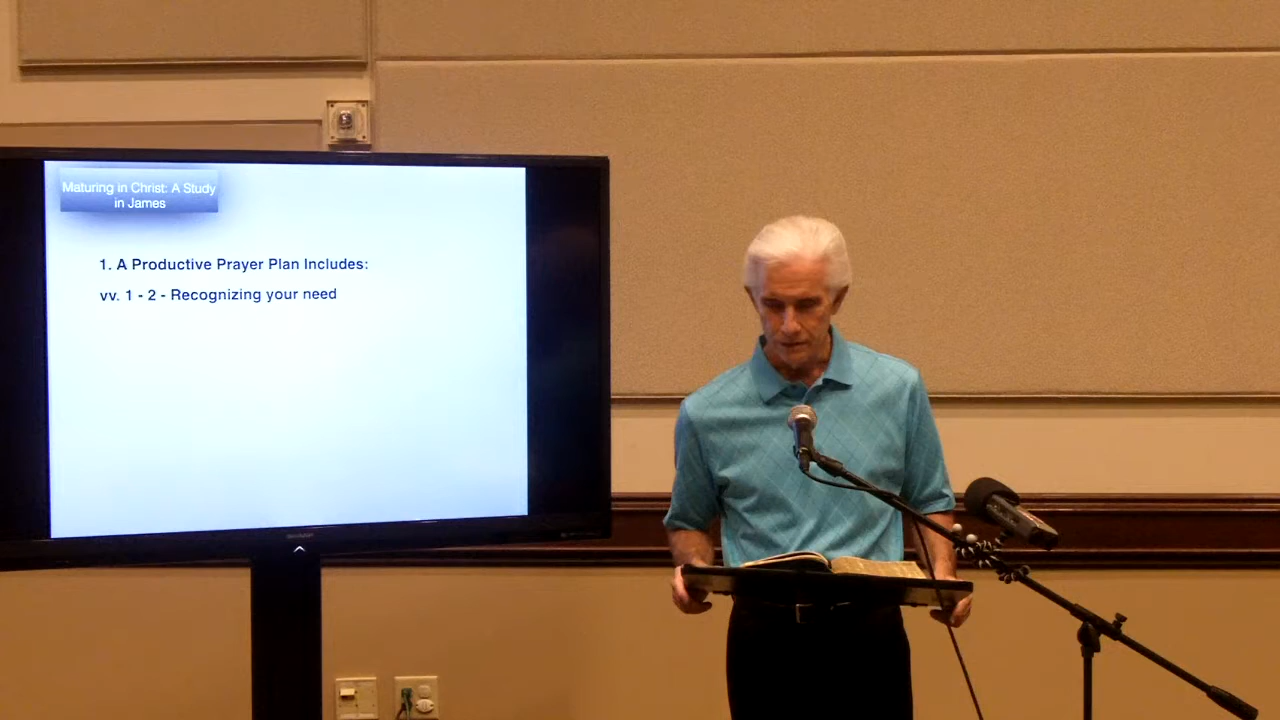 Maturing in Christ: A Study
in James
1. A Productive Prayer Plan Includes:
vv. 1 - 2 - Recognizing your need